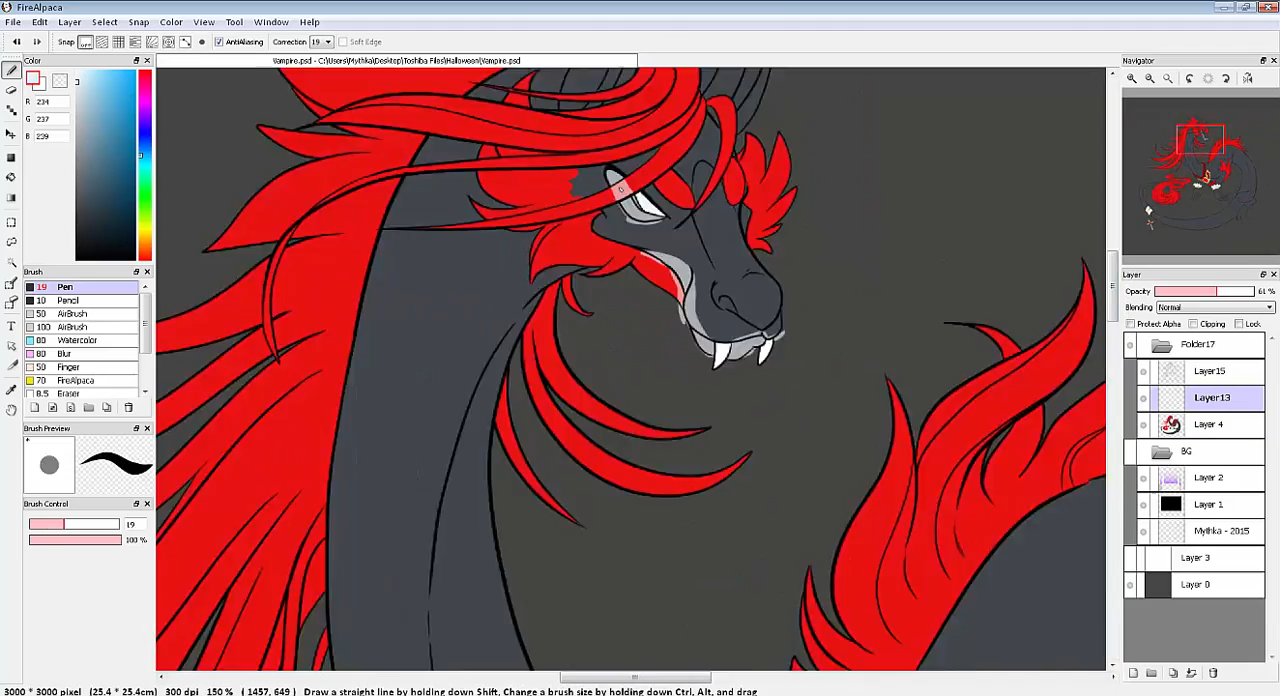 FireAlpaca
File Edit Layer Select Snap Color View Tool Window Help
Snap OFF AntiAliasing Correction 19 Soft Edge
Color
Vampire.psd - C:\Users\Mythka\Desktop\Toshiba Files\Halloween\Vampire.psd
R 234
G 237
B 239
Brush
19 Pen
10 Pencil
50 AirBrush
100 AirBrush
80 Watercolor
80 Blur
50 Finger
70 FireAlpaca
8.5 Eraser
Brush Preview
Brush Control
19
100 %
Navigator
Layer
Opacity 61 %
Blending Normal
Protect Alpha Clipping Lock
Folder17
Layer15
Layer13
Layer 4
BG
Layer 2
Layer 1
Mythka - 2015
Layer 3
Layer 0
3000 * 3000 pixel (25.4 * 25.4cm) 300 dpi 150 % ( 1457, 649 ) Draw a straight line by holding down Shift, Change a brush size by holding down Ctrl, Alt, and drag